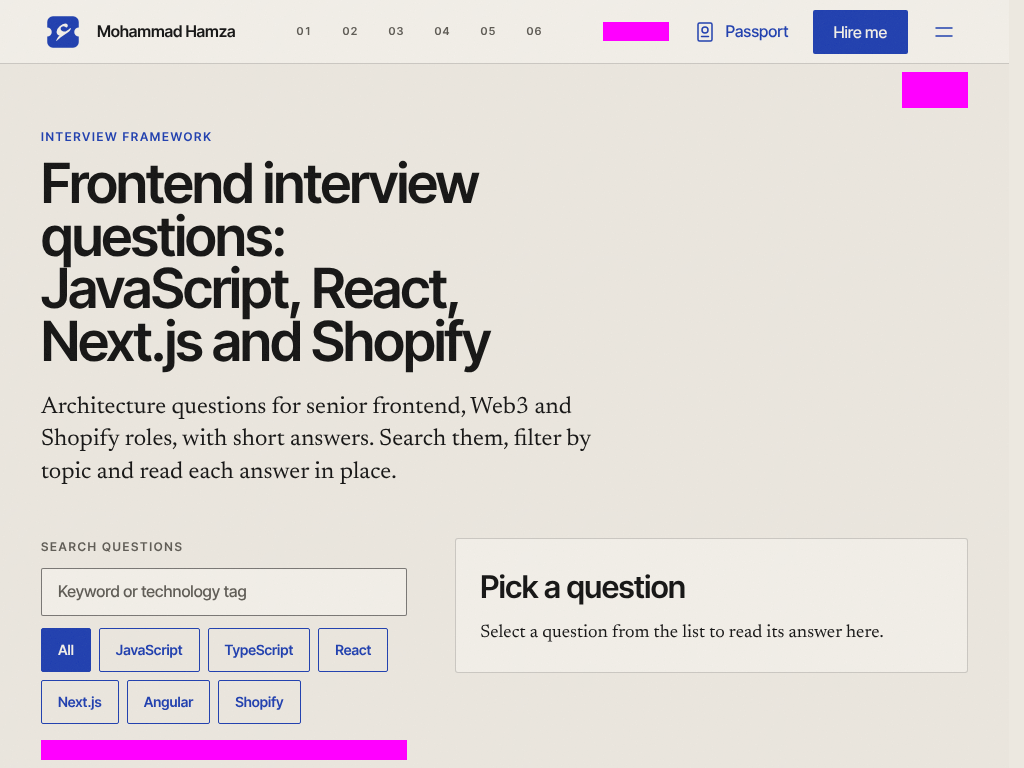 Mohammad Hamza
01 02 03 04 05 06
Passport
Hire me
INTERVIEW FRAMEWORK
Frontend interview
questions:
JavaScript, React,
Next.js and Shopify
Architecture questions for senior frontend, Web3 and
Shopify roles, with short answers. Search them, filter by
topic and read each answer in place.
SEARCH QUESTIONS
Keyword or technology tag
All JavaScript TypeScript React
Next.js Angular Shopify
Pick a question
Select a question from the list to read its answer here.